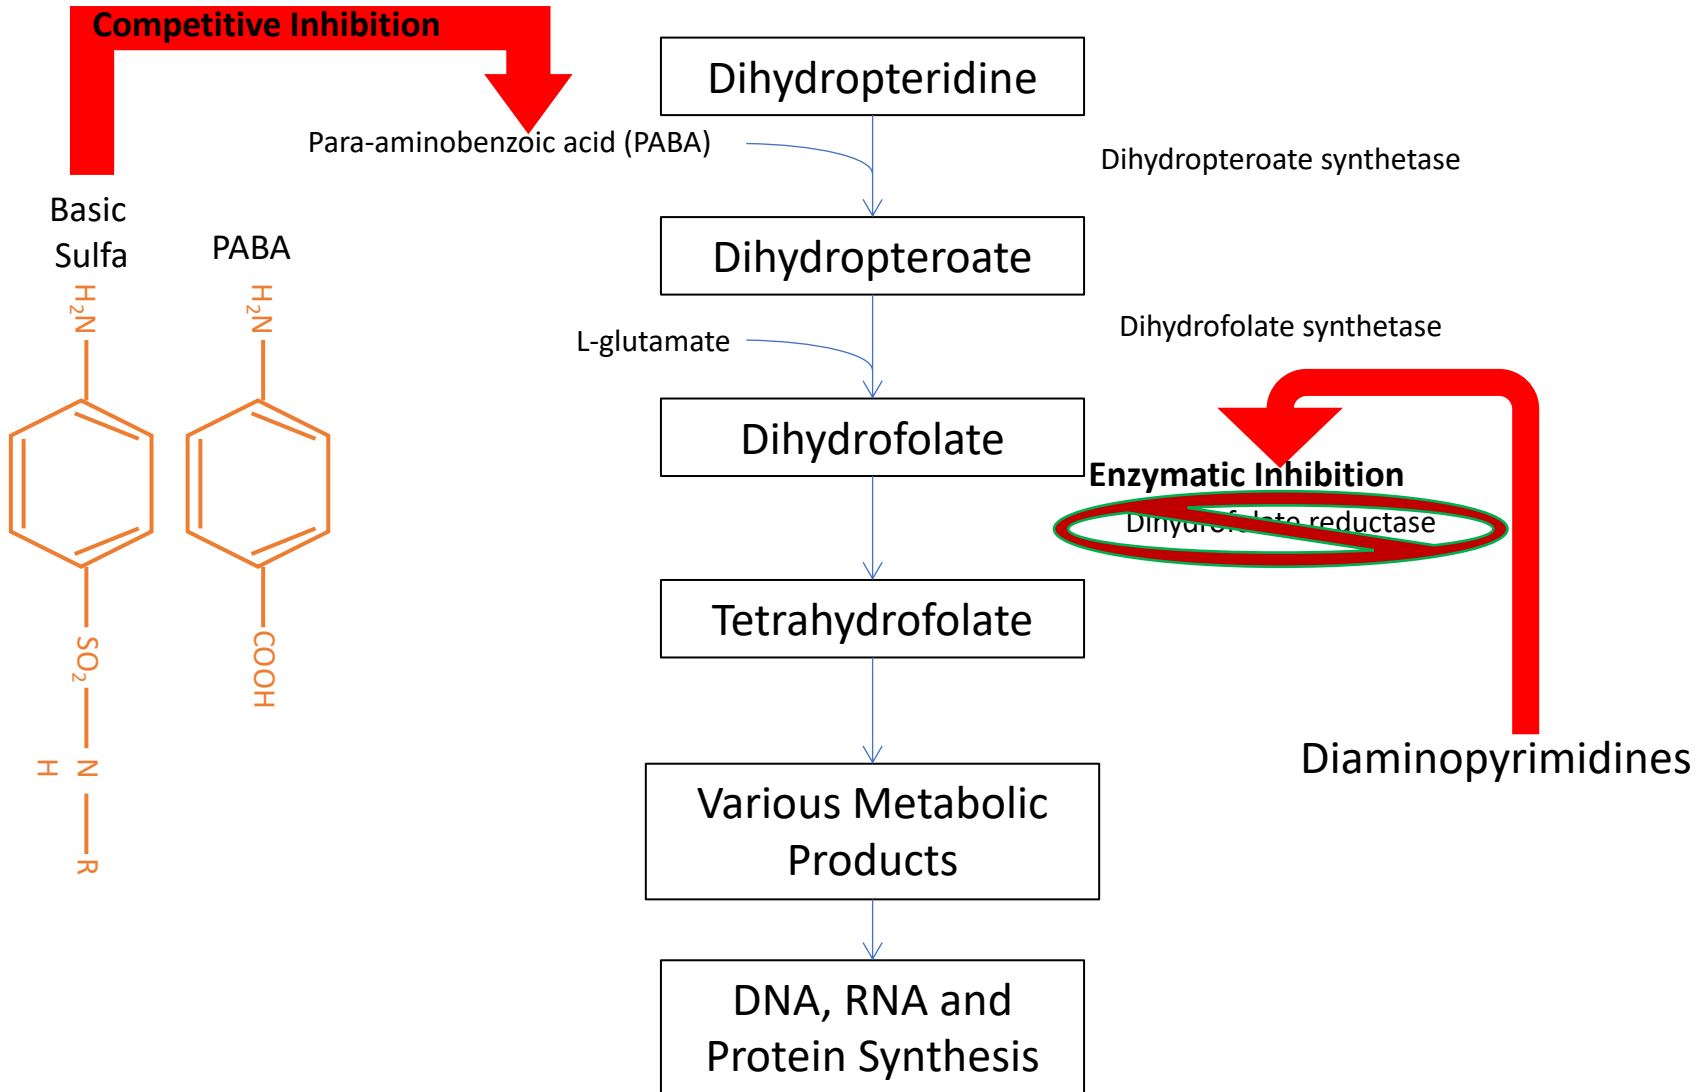 Competitive Inhibition
Dihydropteridine
Para-aminobenzoic acid (PABA)
Dihydropteroate synthetase
Basic
Sulfa
PABA
Dihydropteroate
H₂N
H₂N
L-glutamate
Dihydrofolate synthetase
Dihydrofolate
Enzymatic Inhibition
Dihydrofolate reductase
Tetrahydrofolate
SO₂
COOH
N
H
R
Diaminopyrimidines
Various Metabolic
Products
DNA, RNA and
Protein Synthesis